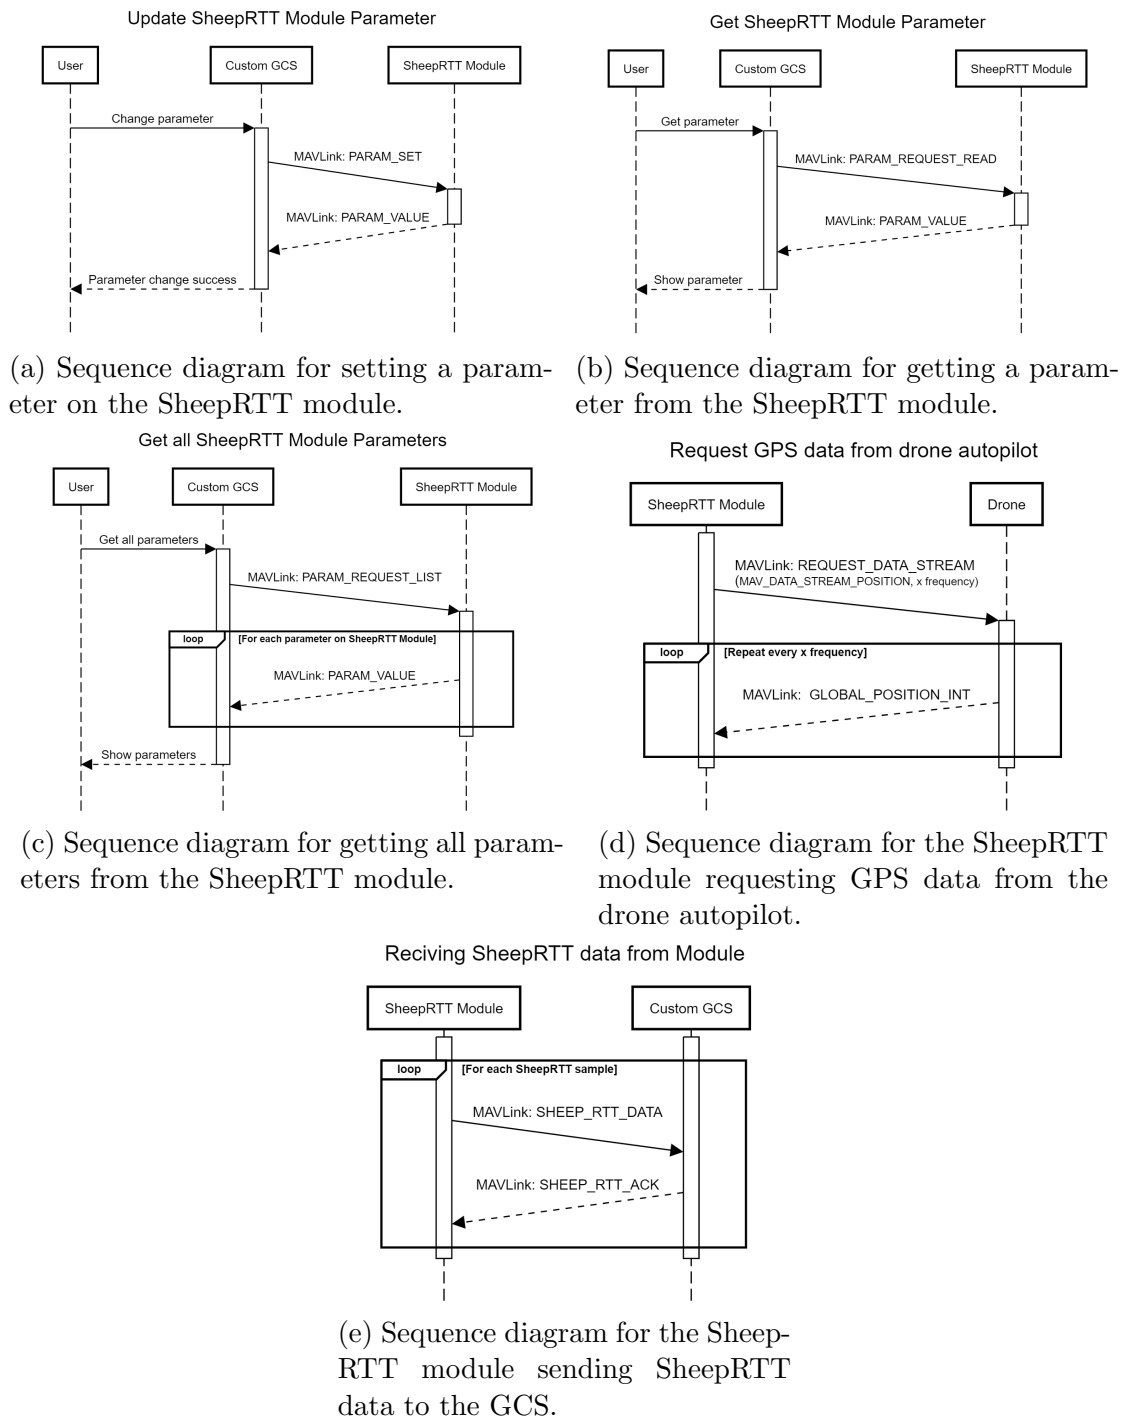 Update SheepRTT Module Parameter
User
Custom GCS
SheepRTT Module
Change parameter
MAVLink: PARAM_SET
MAVLink: PARAM_VALUE
Parameter change success
(a) Sequence diagram for setting a param-
eter on the SheepRTT module.
Get SheepRTT Module Parameter
User
Custom GCS
SheepRTT Module
Get parameter
MAVLink: PARAM_REQUEST_READ
MAVLink: PARAM_VALUE
Show parameter
(b) Sequence diagram for getting a param-
eter from the SheepRTT module.
Get all SheepRTT Module Parameters
User
Custom GCS
SheepRTT Module
Get all parameters
MAVLink: PARAM_REQUEST_LIST
loop
[For each parameter on SheepRTT Module]
MAVLink: PARAM_VALUE
Show parameters
(c) Sequence diagram for getting all param-
eters from the SheepRTT module.
Request GPS data from drone autopilot
SheepRTT Module
Drone
MAVLink: REQUEST_DATA_STREAM
(MAV_DATA_STREAM_POSITION, x frequency)
loop
[Repeat every x frequency]
MAVLink: GLOBAL_POSITION_INT
(d) Sequence diagram for the SheepRTT
module requesting GPS data from the
drone autopilot.
Reciving SheepRTT data from Module
SheepRTT Module
Custom GCS
loop
[For each SheepRTT sample]
MAVLink: SHEEP_RTT_DATA
MAVLink: SHEEP_RTT_ACK
(e) Sequence diagram for the Sheep-
RTT module sending SheepRTT
data to the GCS.